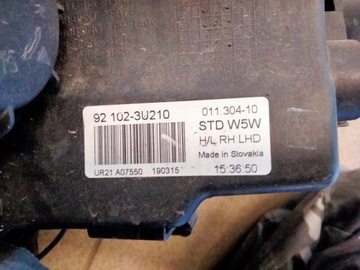 92 102-3U210
011.304-10
STD W5W
H/L RH LHD
Made in Slovakia
UR21 A07550 190315
15:36:50